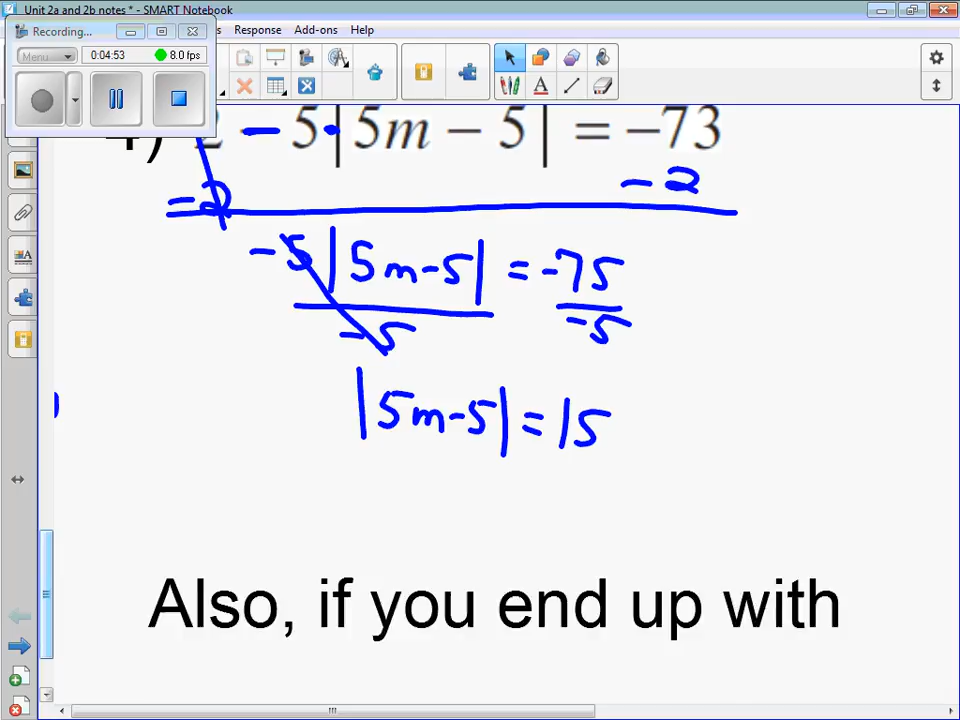 Unit 2a and 2b notes * - SMART Notebook
Recording...
Response Add-ons Help
Menu 0:04:53 8.0 fps
4) 2 - 5 · |5m − 5| = −73
-2 -2
-5|5m-5| = -75
-5 -5
|5m-5| = 15
Also, if you end up with